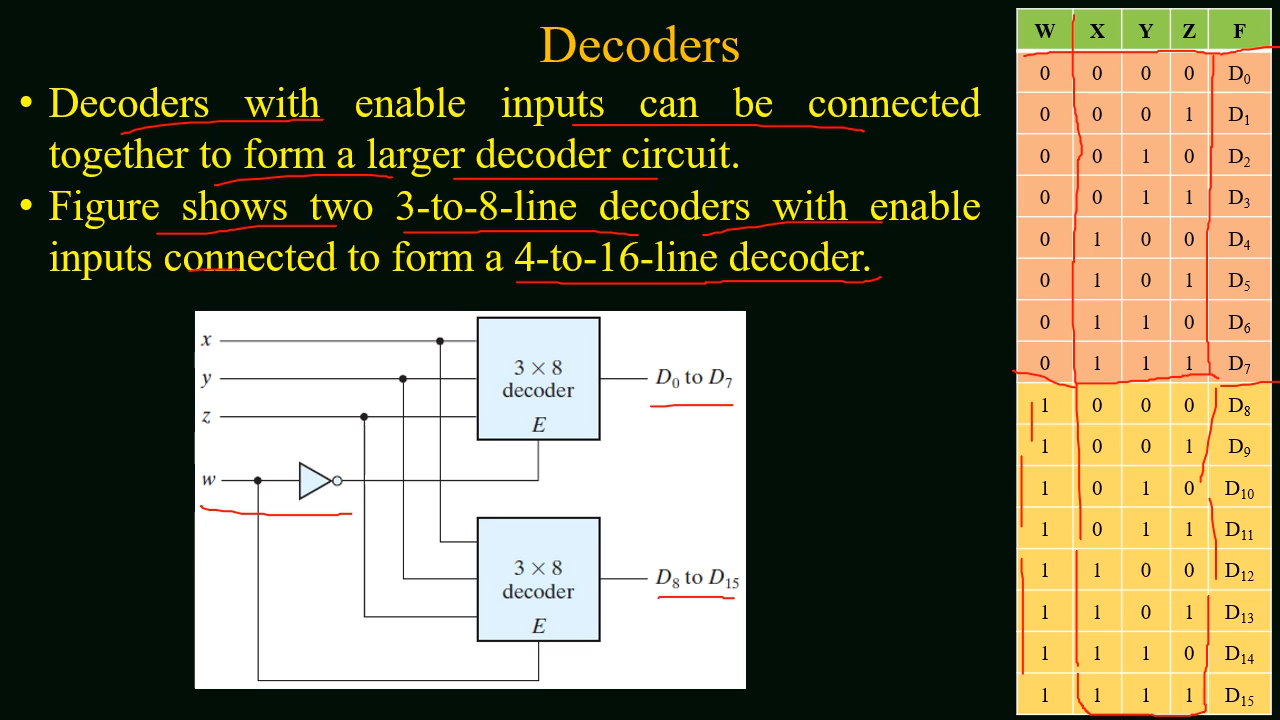 Decoders
• Decoders with enable inputs can be connected
together to form a larger decoder circuit.
• Figure shows two 3-to-8-line decoders with enable
inputs connected to form a 4-to-16-line decoder.
x
y
z
w
3 × 8
decoder
E
D₀ to D₇
3 × 8
decoder
E
D₈ to D₁₅
W X Y Z F
0 0 0 0 D₀
0 0 0 1 D₁
0 0 1 0 D₂
0 0 1 1 D₃
0 1 0 0 D₄
0 1 0 1 D₅
0 1 1 0 D₆
0 1 1 1 D₇
1 0 0 0 D₈
1 0 0 1 D₉
1 0 1 0 D₁₀
1 0 1 1 D₁₁
1 1 0 0 D₁₂
1 1 0 1 D₁₃
1 1 1 0 D₁₄
1 1 1 1 D₁₅